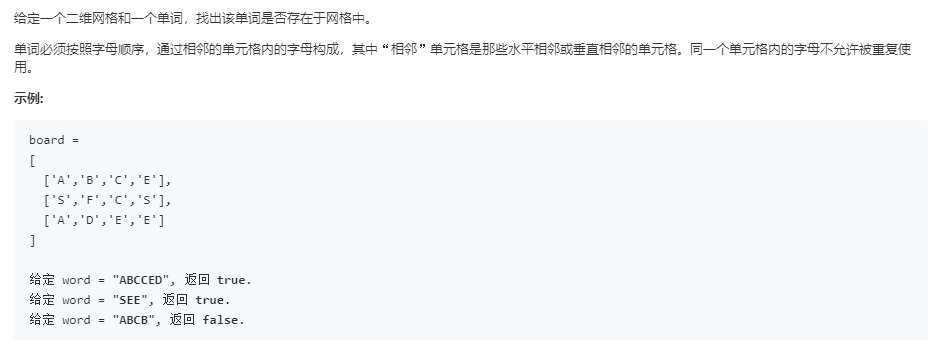 给定一个二维网格和一个单词，找出该单词是否存在于网格中。
单词必须按照字母顺序，通过相邻的单元格内的字母构成，其中“相邻”单元格是那些水平相邻或垂直相邻的单元格。同一个单元格内的字母不允许被重复使
用。
示例:
board =
[
  ['A','B','C','E'],
  ['S','F','C','S'],
  ['A','D','E','E']
]
给定 word = "ABCCED", 返回 true.
给定 word = "SEE", 返回 true.
给定 word = "ABCB", 返回 false.